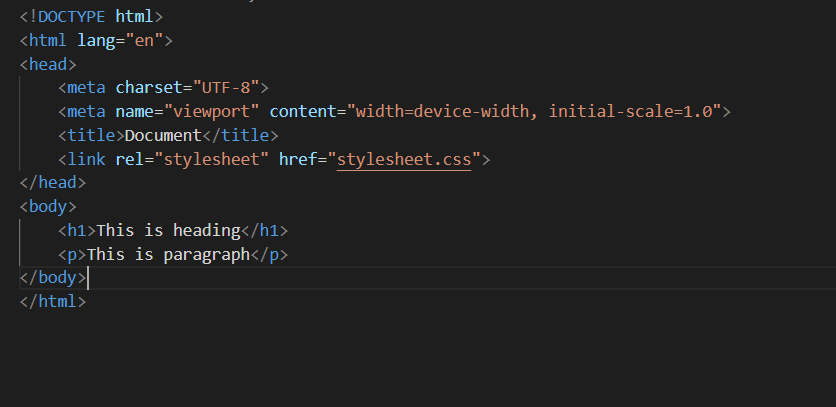 <!DOCTYPE html>
<html lang="en">
<head>
    <meta charset="UTF-8">
    <meta name="viewport" content="width=device-width, initial-scale=1.0">
    <title>Document</title>
    <link rel="stylesheet" href="stylesheet.css">
</head>
<body>
    <h1>This is heading</h1>
    <p>This is paragraph</p>
</body>
</html>